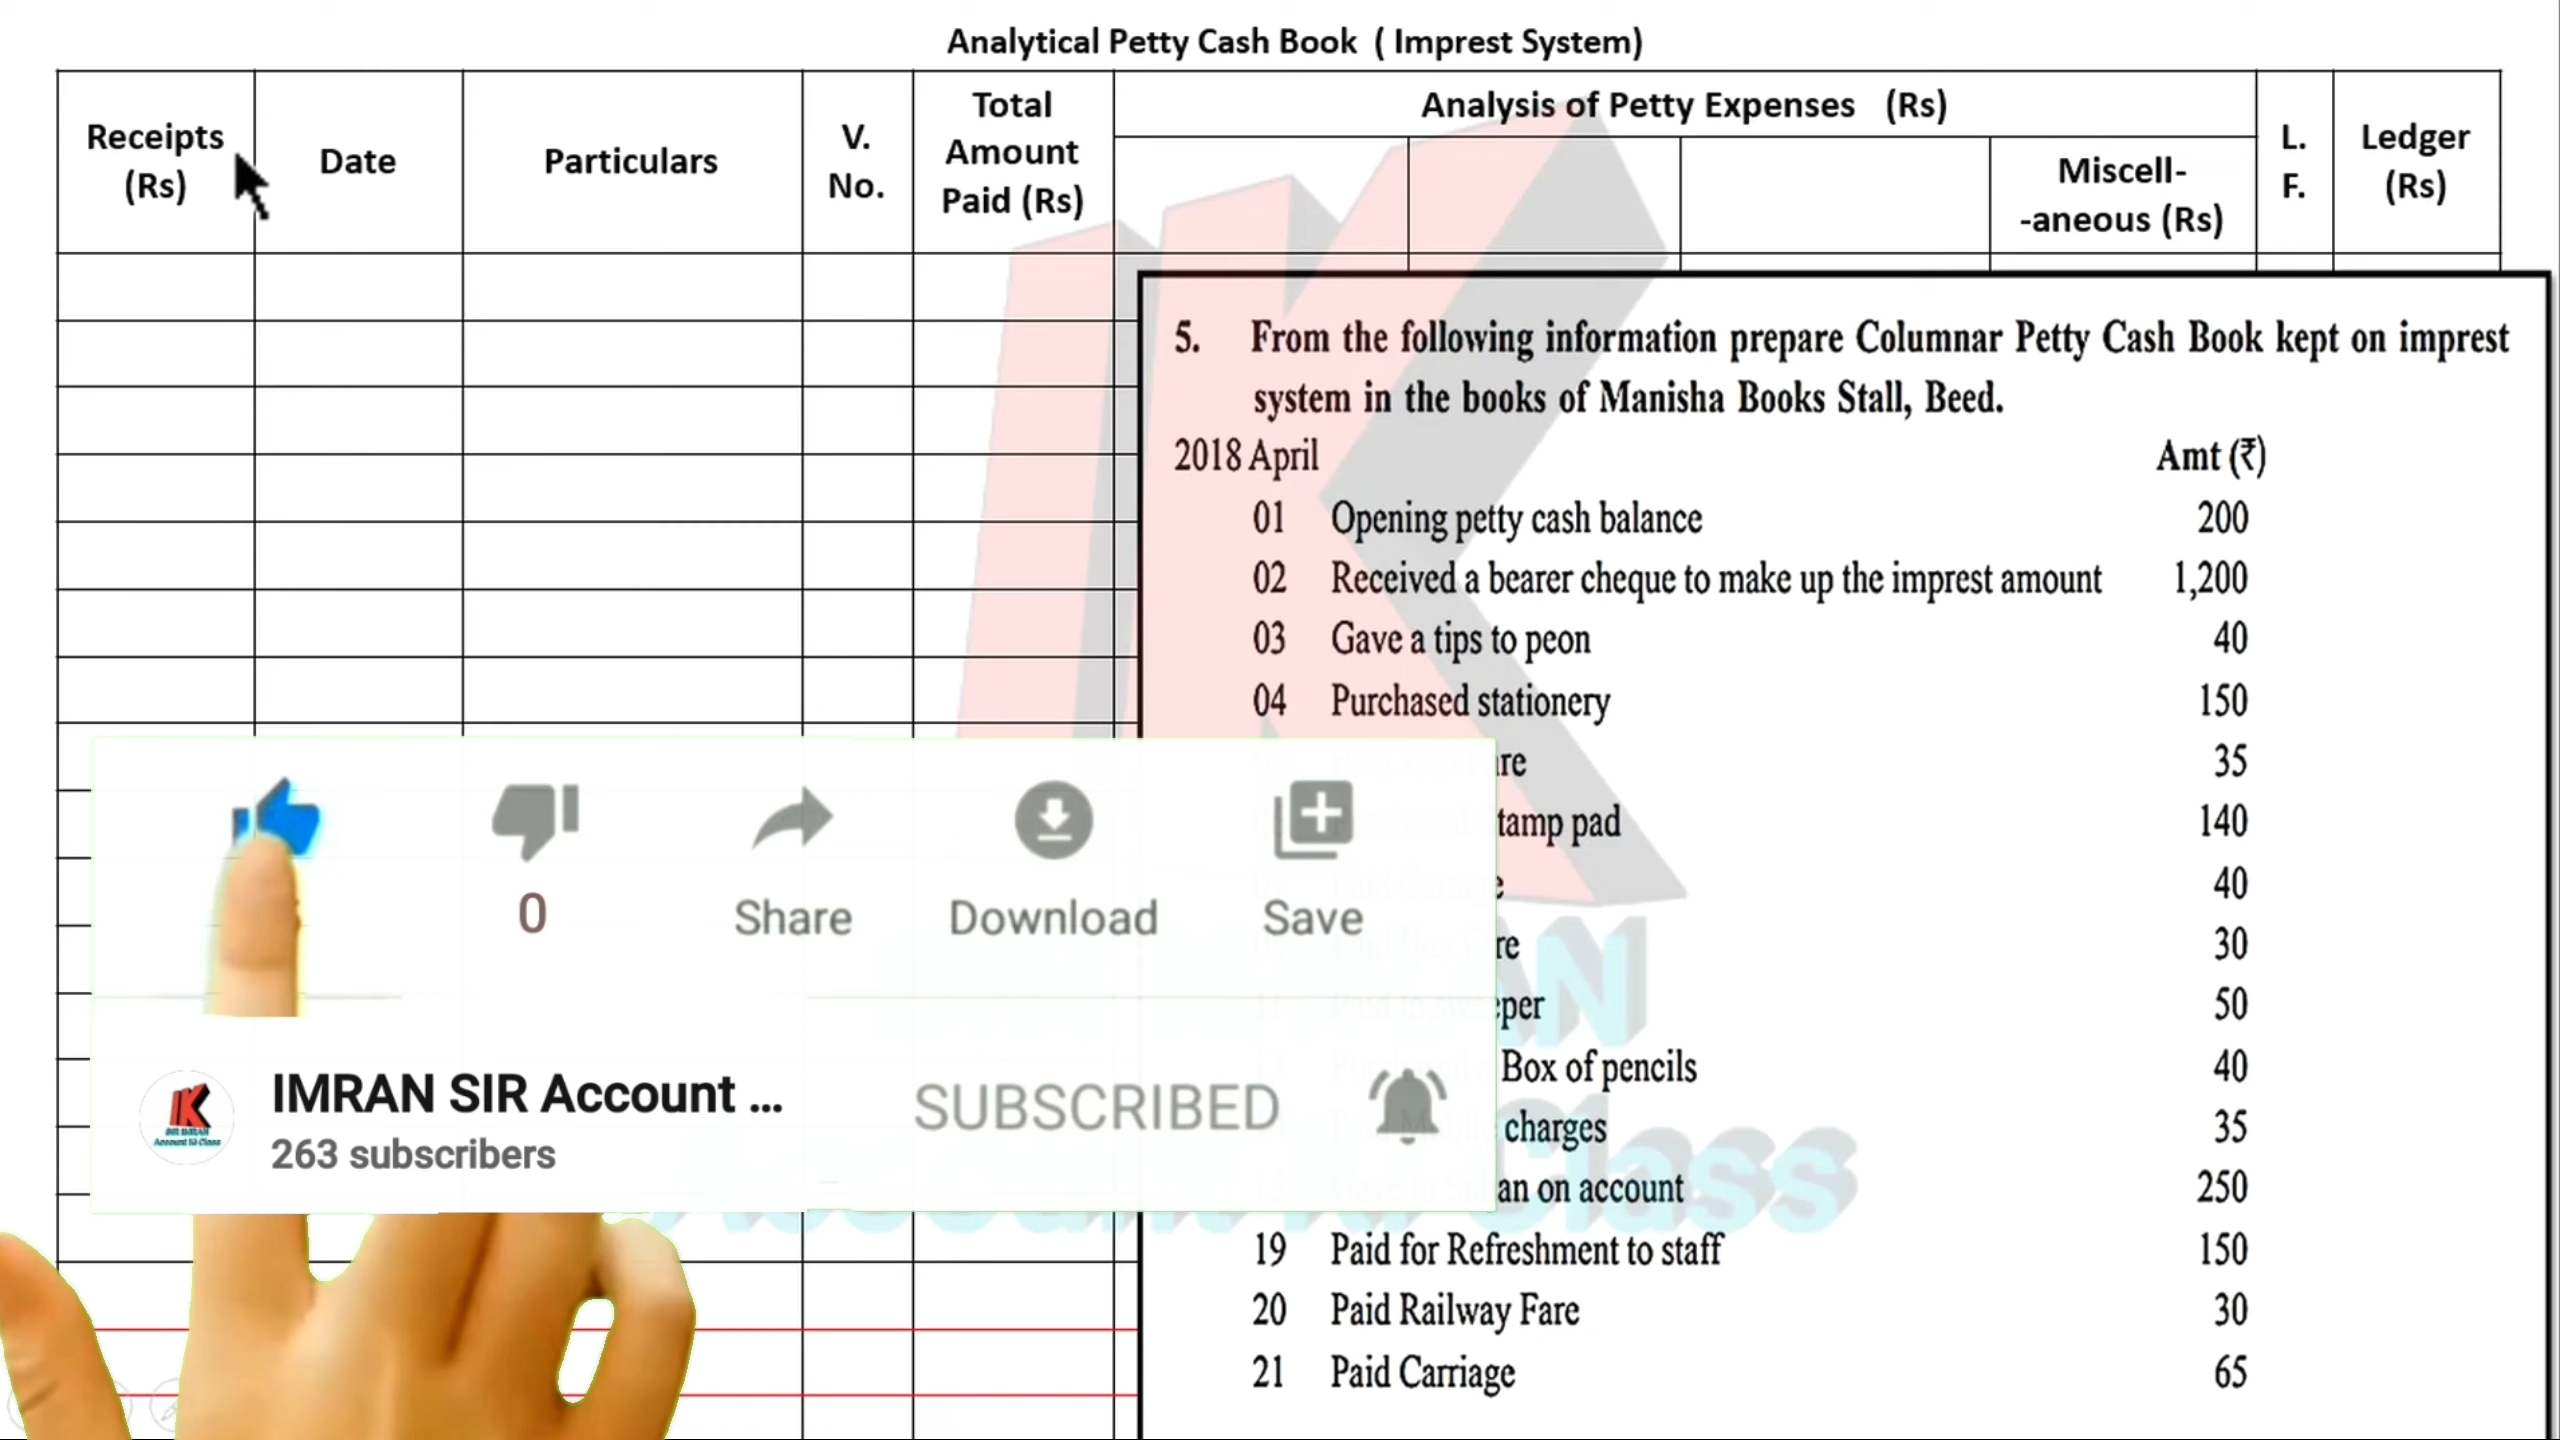 Analytical Petty Cash Book ( Imprest System)
Receipts (Rs)
Date
Particulars
V. No.
Total Amount Paid (Rs)
Analysis of Petty Expenses (Rs)
Miscell-
-aneous (Rs)
L. F.
Ledger (Rs)
5. From the following information prepare Columnar Petty Cash Book kept on imprest
system in the books of Manisha Books Stall, Beed.
2018 April Amt (₹)
01 Opening petty cash balance 200
02 Received a bearer cheque to make up the imprest amount 1,200
03 Gave a tips to peon 40
04 Purchased stationery 150
35
tamp pad 140
40
30
50
Box of pencils 40
charges 35
an on account 250
19 Paid for Refreshment to staff 150
20 Paid Railway Fare 30
21 Paid Carriage 65
0
Share
Download
Save
IMRAN SIR Account ...
263 subscribers
SUBSCRIBED
Class